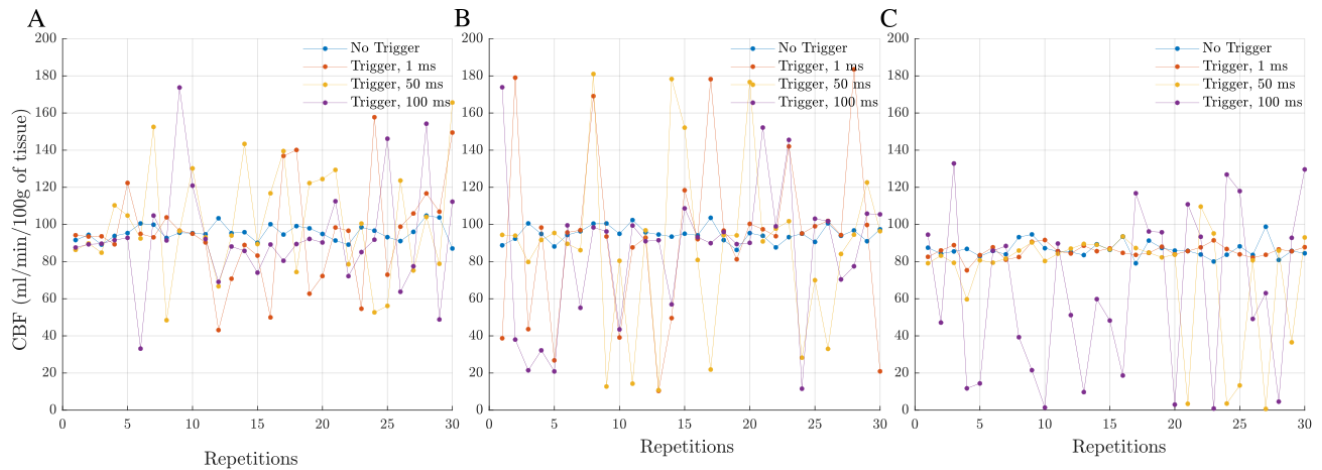 A
B
C
200
180
160
140
120
100
80
60
40
20
0
0 5 10 15 20 25 30
CBF (ml/min/100g of tissue)
Repetitions
No Trigger
Trigger, 1 ms
Trigger, 50 ms
Trigger, 100 ms
200
180
160
140
120
100
80
60
40
20
0
0 5 10 15 20 25 30
Repetitions
No Trigger
Trigger, 1 ms
Trigger, 50 ms
Trigger, 100 ms
200
180
160
140
120
100
80
60
40
20
0
0 5 10 15 20 25 30
Repetitions
No Trigger
Trigger, 1 ms
Trigger, 50 ms
Trigger, 100 ms